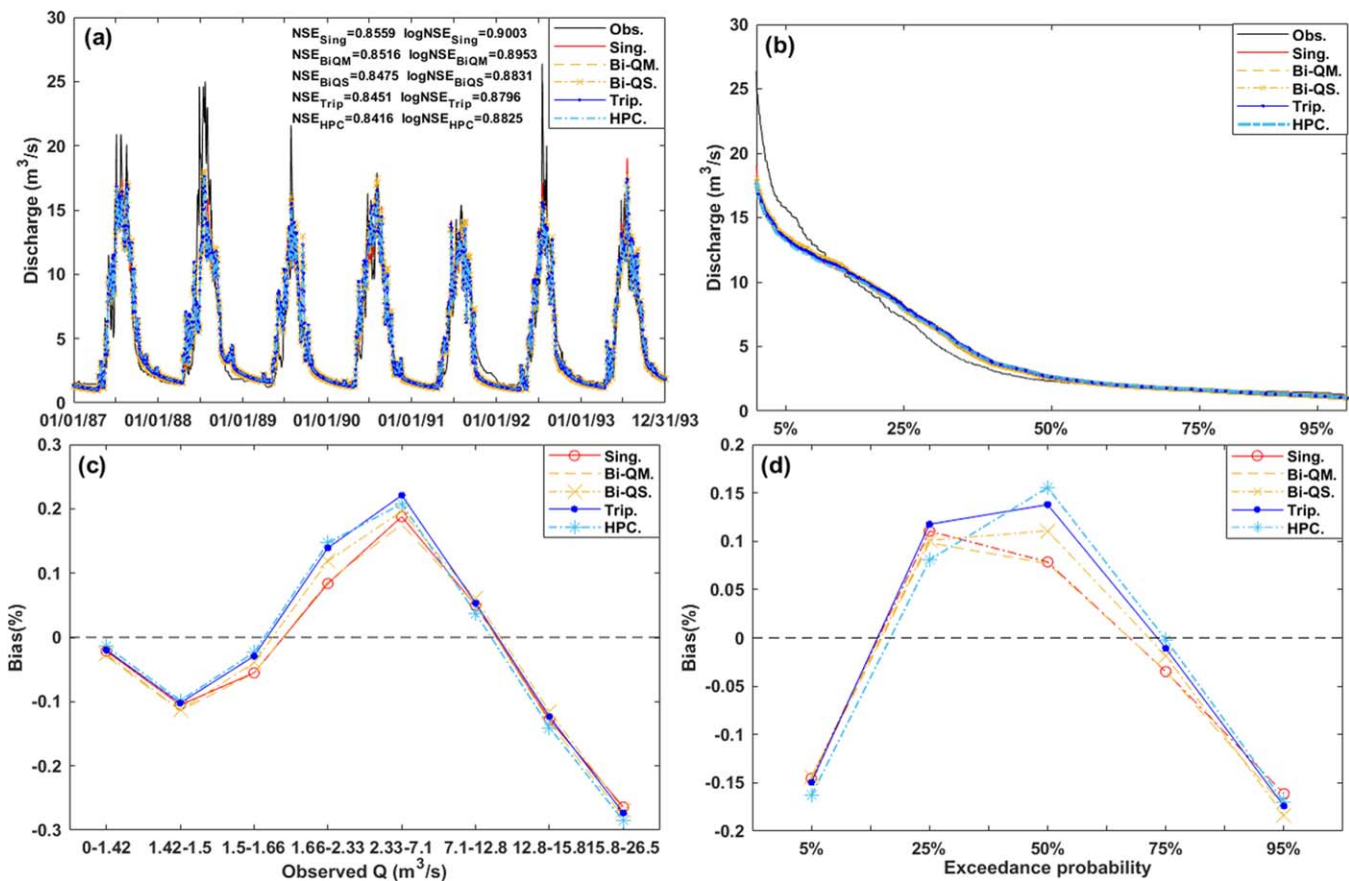 (a)
NSE_Sing=0.8559 logNSE_Sing=0.9003
NSE_BiQM=0.8516 logNSE_BiQM=0.8953
NSE_BiQS=0.8475 logNSE_BiQS=0.8831
NSE_Trip=0.8451 logNSE_Trip=0.8796
NSE_HPC=0.8416 logNSE_HPC=0.8825
Obs.
Sing.
Bi-QM.
Bi-QS.
Trip.
HPC.
Discharge (m³/s)
30
25
20
15
10
5
0
01/01/87 01/01/88 01/01/89 01/01/90 01/01/91 01/01/92 01/01/93 12/31/93
(b)
Obs.
Sing.
Bi-QM.
Bi-QS.
Trip.
HPC.
Discharge (m³/s)
30
25
20
15
10
5
0
5% 25% 50% 75% 95%
(c)
Sing.
Bi-QM.
Bi-QS.
Trip.
HPC.
Bias(%)
0.3
0.2
0.1
0
-0.1
-0.2
-0.3
0-1.42 1.42-1.5 1.5-1.66 1.66-2.33 2.33-7.1 7.1-12.8 12.8-15.8 15.8-26.5
Observed Q (m³/s)
(d)
Sing.
Bi-QM.
Bi-QS.
Trip.
HPC.
Bias(%)
0.2
0.15
0.1
0.05
0
-0.05
-0.1
-0.15
-0.2
5% 25% 50% 75% 95%
Exceedance probability